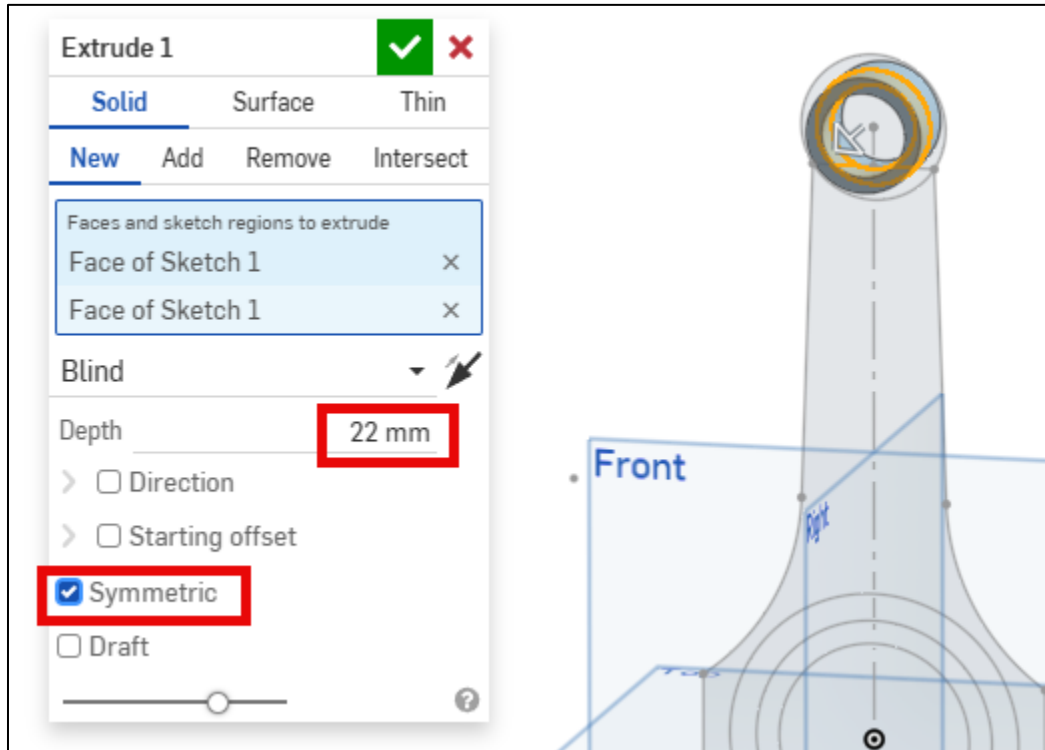 Extrude 1
Solid Surface Thin
New Add Remove Intersect
Faces and sketch regions to extrude
Face of Sketch 1
Face of Sketch 1
Blind
Depth 22 mm
Direction
Starting offset
Symmetric
Draft
Front
Right
Top